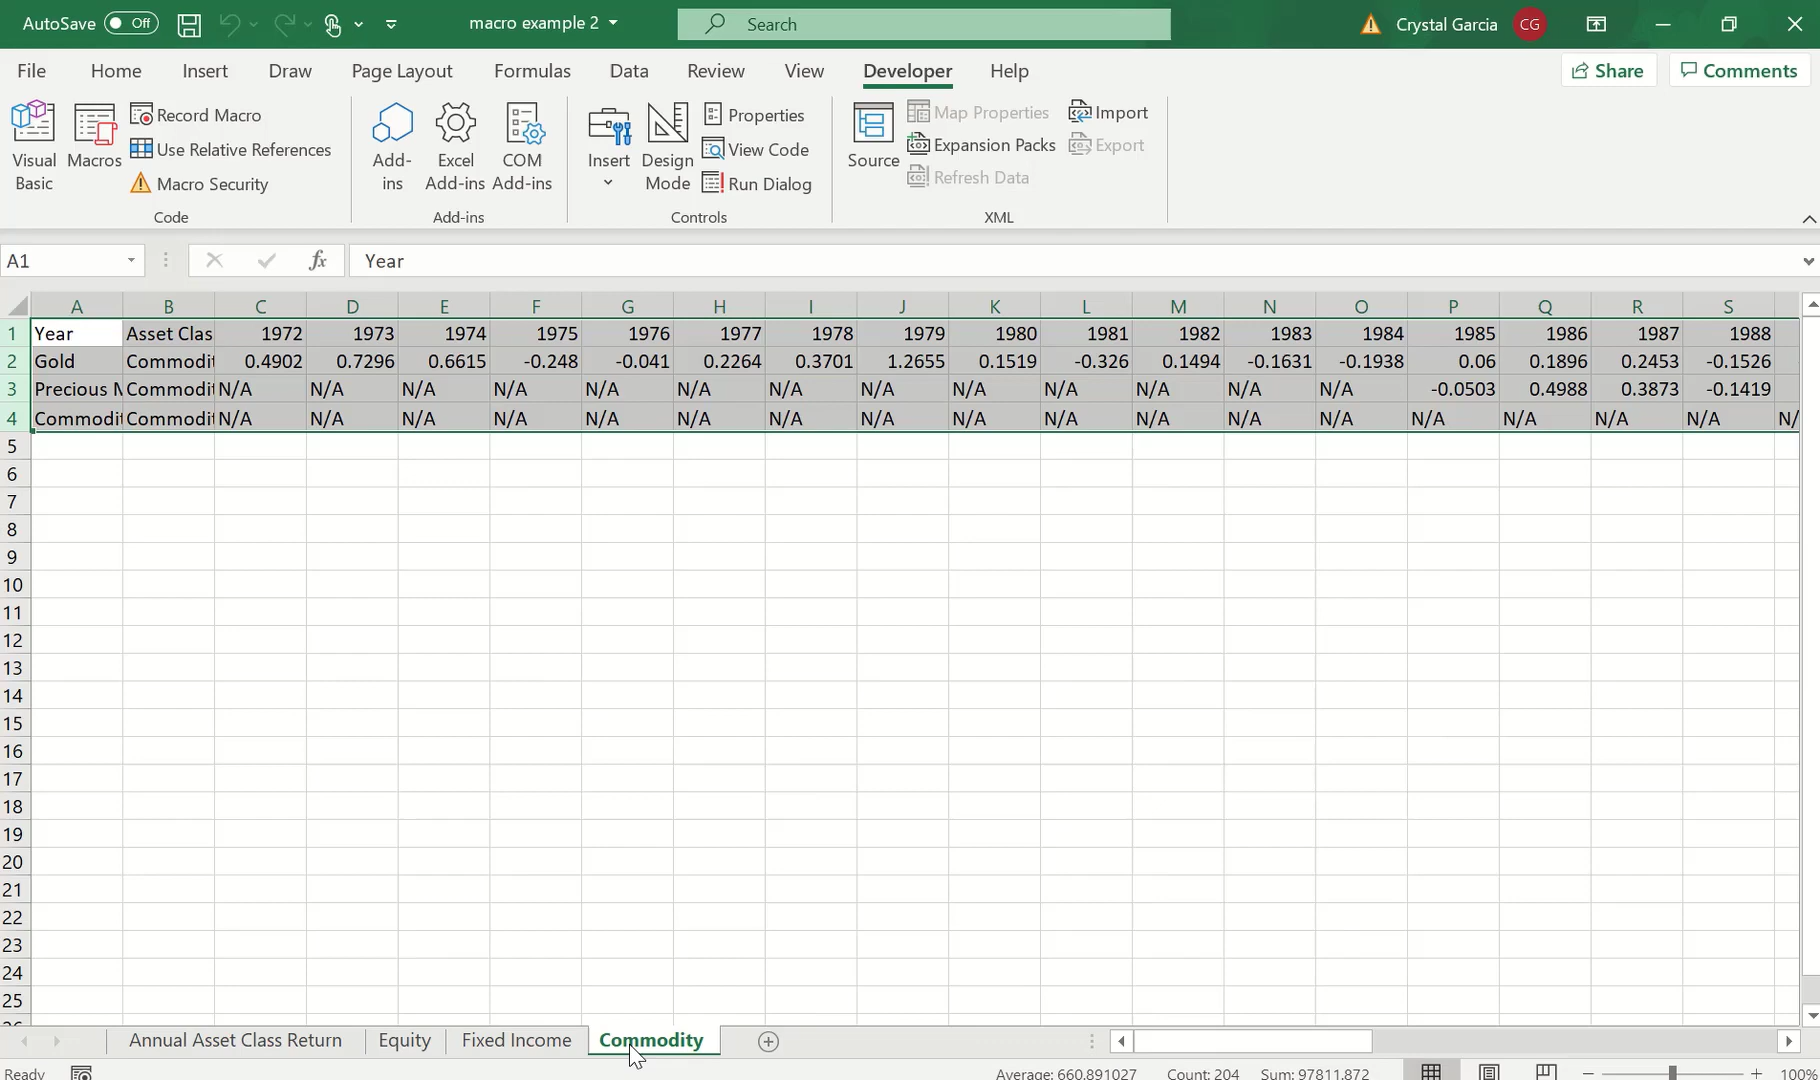 AutoSave Off macro example 2 Search Crystal Garcia CG
File Home Insert Draw Page Layout Formulas Data Review View Developer Help Share Comments
Visual Basic
Macros
Record Macro
Use Relative References
Macro Security
Code
Add-ins
Excel Add-ins
COM Add-ins
Add-ins
Insert
Design Mode
Properties
View Code
Run Dialog
Controls
Source
Map Properties
Expansion Packs
Refresh Data
Import
Export
XML
A1 fx Year
A B C D E F G H I J K L M N O P Q R S
1 Year Asset Clas 1972 1973 1974 1975 1976 1977 1978 1979 1980 1981 1982 1983 1984 1985 1986 1987 1988
2 Gold Commodit 0.4902 0.7296 0.6615 -0.248 -0.041 0.2264 0.3701 1.2655 0.1519 -0.326 0.1494 -0.1631 -0.1938 0.06 0.1896 0.2453 -0.1526
3 Precious M Commodit N/A N/A N/A N/A N/A N/A N/A N/A N/A N/A N/A N/A N/A -0.0503 0.4988 0.3873 -0.1419
4 Commodit Commodit N/A N/A N/A N/A N/A N/A N/A N/A N/A N/A N/A N/A N/A N/A N/A N/A N/A N/
5
6
7
8
9
10
11
12
13
14
15
16
17
18
19
20
21
22
23
24
25
Annual Asset Class Return Equity Fixed Income Commodity
Ready Average: 660.891027 Count: 204 Sum: 97811.872 100%